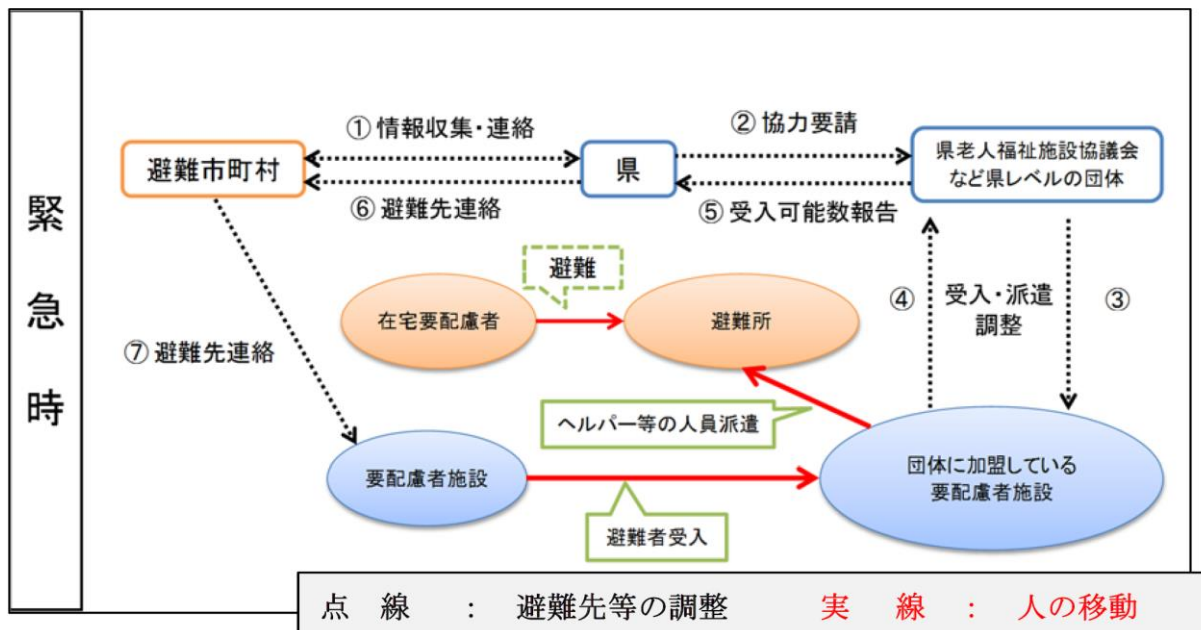 緊急時
① 情報収集・連絡
② 協力要請
避難市町村
県
県老人福祉施設協議会
など県レベルの団体
⑥ 避難先連絡
⑤ 受入可能数報告
避難
在宅要配慮者
避難所
④
受入・派遣
調整
③
⑦ 避難先連絡
ヘルパー等の人員派遣
要配慮者施設
団体に加盟している
要配慮者施設
避難者受入
点 線 : 避難先等の調整 実 線 : 人の移動